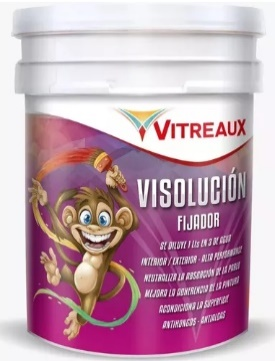 VITREAUX
VISOLUCIÓN
FIJADOR
SE DILUYE 1 LTS EN 3 DE AGUA
INTERIOR / EXTERIOR - ALTA PERFORMANCE
NEUTRALIZA LA ABSORCIÓN DE LA PARED
MEJORA LA ADHERENCIA DE LA PINTURA
ACONDICIONA LA SUPERFICIE
ANTIHONGOS - ANTIALGAS